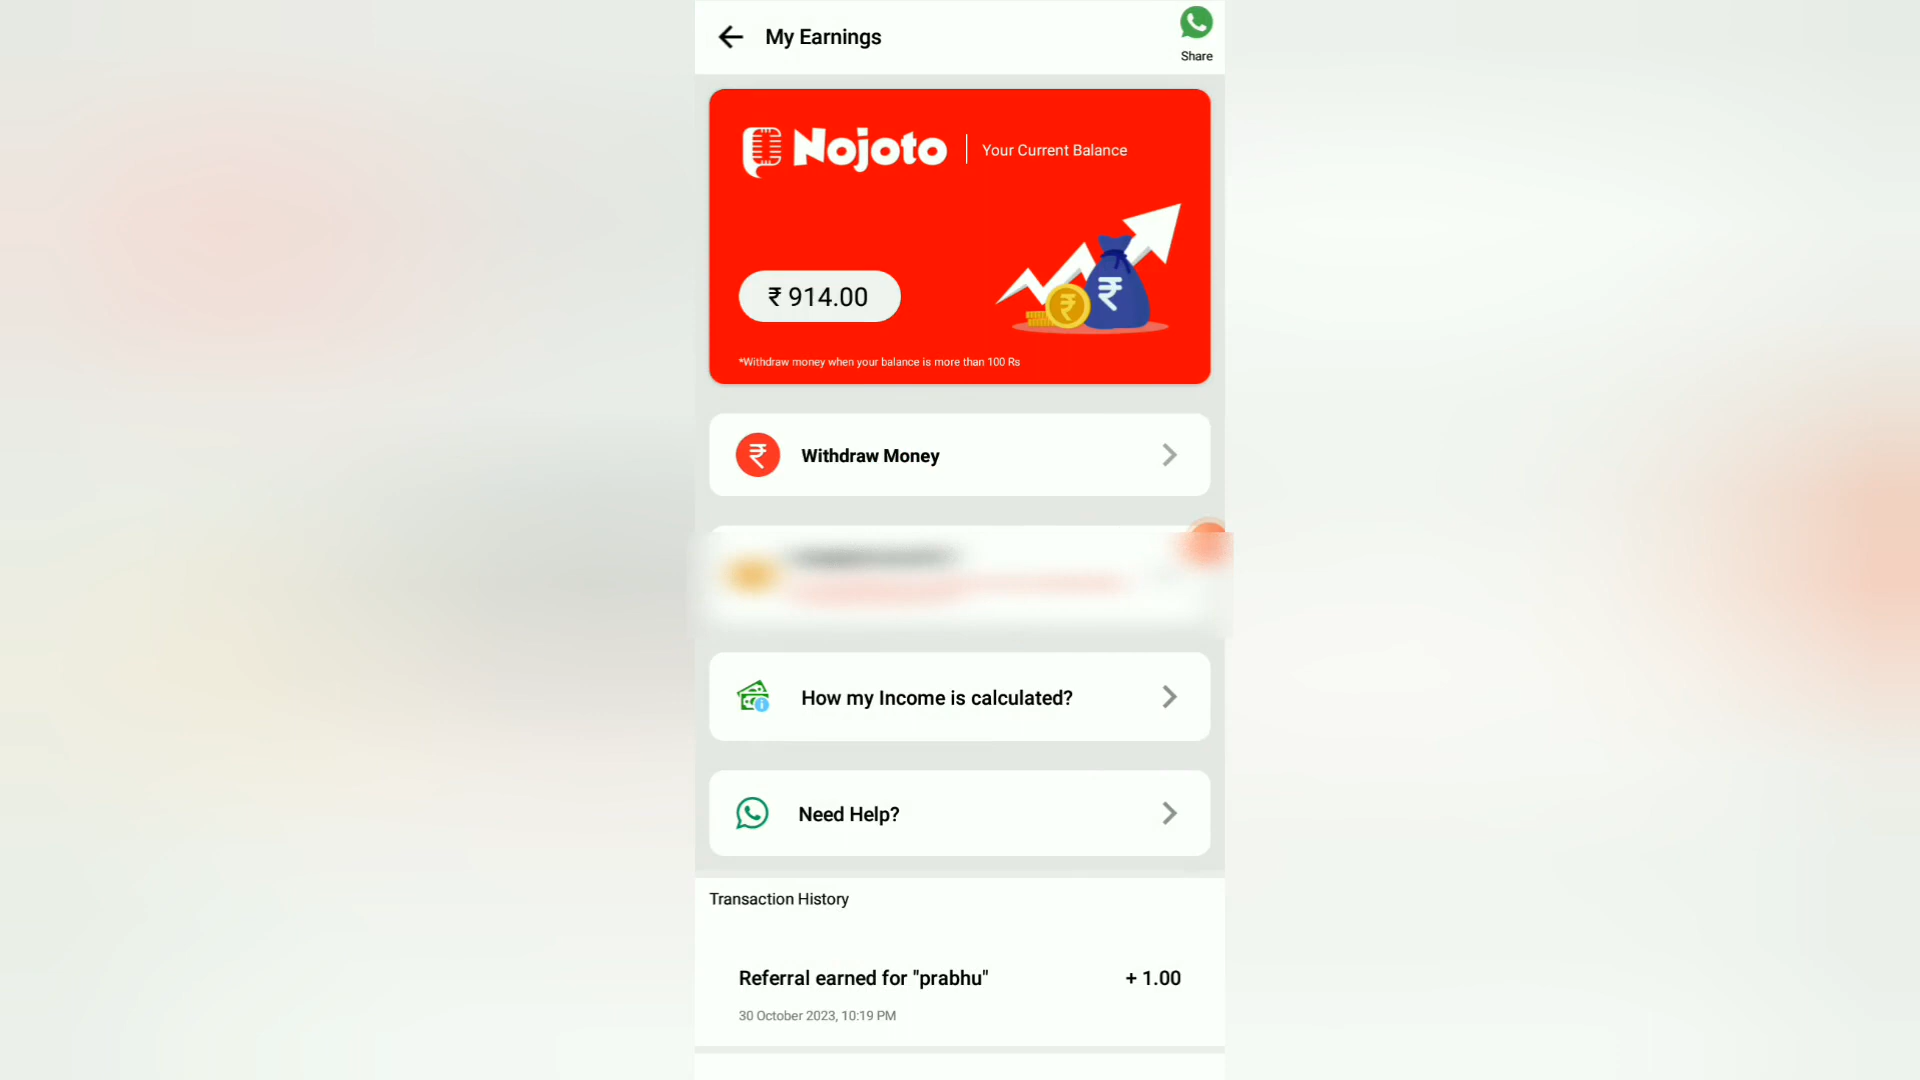 My Earnings
Share
Nojoto
Your Current Balance
₹ 914.00
*Withdraw money when your balance is more than 100 Rs
Withdraw Money
How my Income is calculated?
Need Help?
Transaction History
Referral earned for "prabhu"
+ 1.00
30 October 2023, 10:19 PM